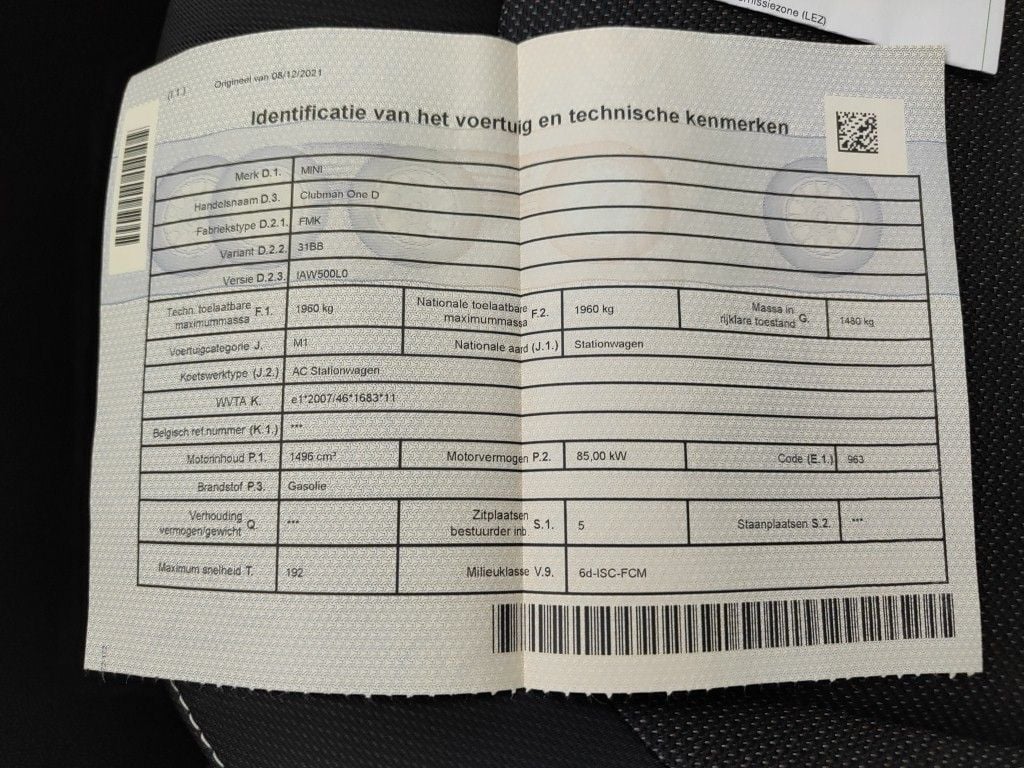 missiezone (LEZ)
(I.1.) Origineel van 08/12/2021
Identificatie van het voertuig en technische kenmerken
Merk D.1. MINI
Handelsnaam D.3. Clubman One D
Fabriekstype D.2.1. FMK
Variant D.2.2. 31BB
Versie D.2.3. IAW500L0
Techn. toelaatbare maximummassa F.1. 1960 kg Nationale toelaatbare maximummassa F.2. 1960 kg Massa in rijklare toestand G. 1480 kg
Voertuigcategorie J. M1 Nationale aard (J.1.) Stationwagen
Koetswerktype (J.2.) AC Stationwagen
WVTA K. e1*2007/46*1683*11
Belgisch ref.nummer (K.1.) ***
Motorinhoud P.1. 1496 cm³ Motorvermogen P.2. 85,00 kW Code (E.1.) 963
Brandstof P.3. Gasolie
Verhouding vermogen/gewicht Q. *** Zitplaatsen bestuurder inb. S.1. 5 Staanplaatsen S.2. ***
Maximum snelheid T. 192 Milieuklasse V.9. 6d-ISC-FCM